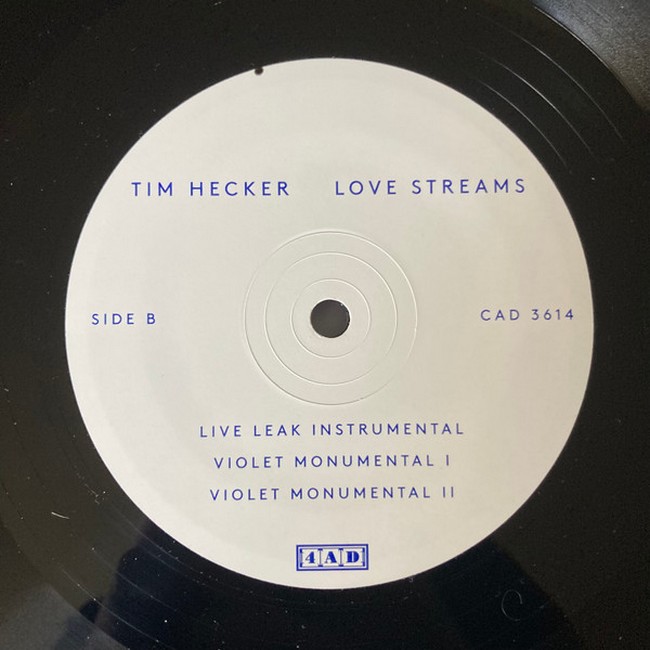 TIM HECKER LOVE STREAMS
SIDE B
CAD 3614
LIVE LEAK INSTRUMENTAL
VIOLET MONUMENTAL I
VIOLET MONUMENTAL II
4AD